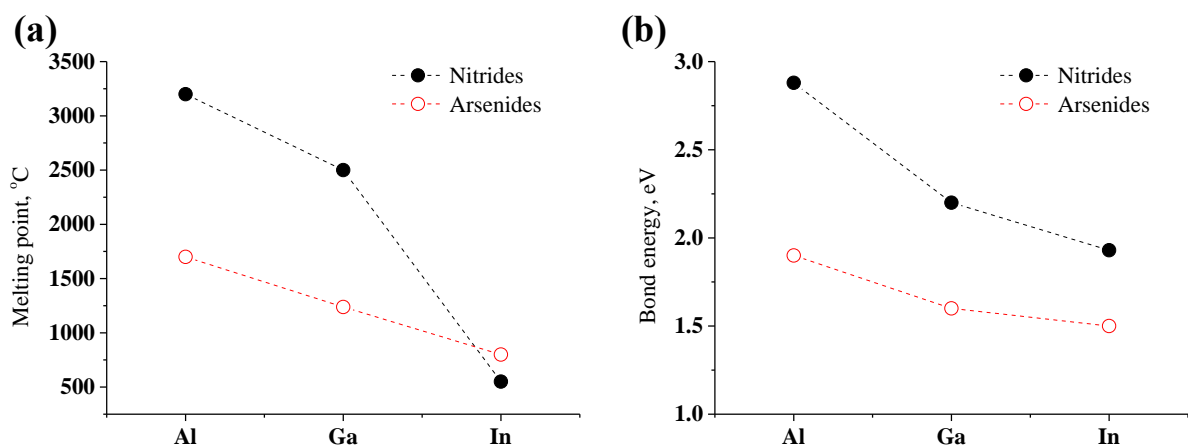 (a)
3500
3000
2500
2000
1500
1000
500
Melting point, °C
Nitrides
Arsenides
Al Ga In
(b)
3.0
2.5
2.0
1.5
1.0
Bond energy, eV
Nitrides
Arsenides
Al Ga In